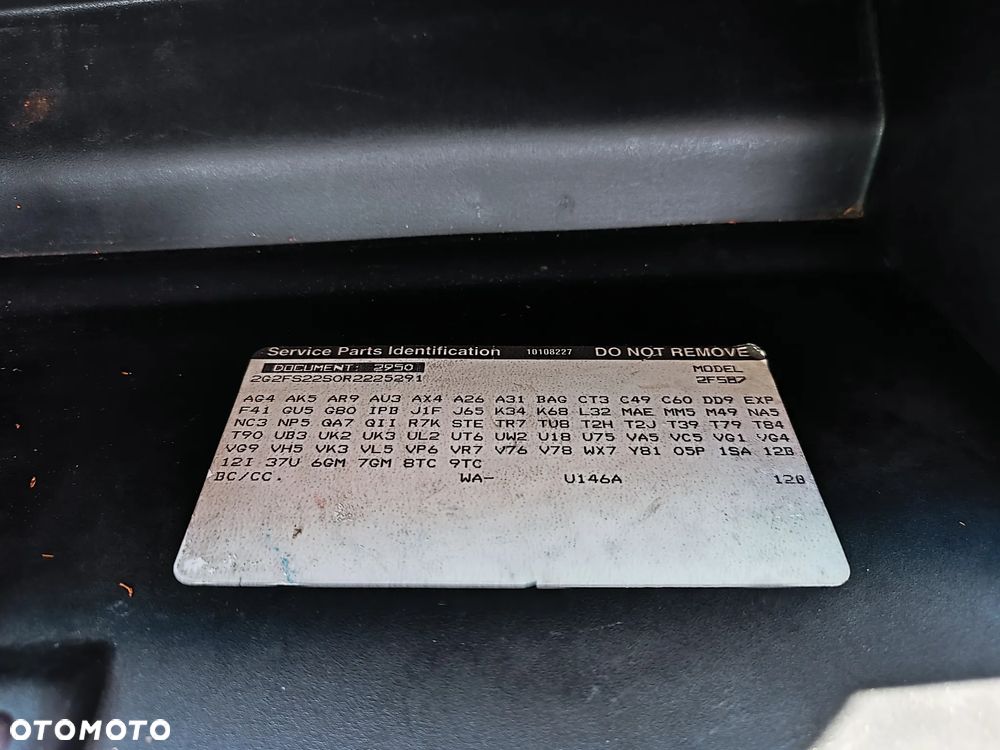 Service Parts Identification 10108227 DO NOT REMOVE
DOCUMENT: 2950 MODEL
2G2FS22S0R2225291 2FS87
AG4 AK5 AR9 AU3 AX4 A26 A31 BAG CT3 C49 C60 DD9 EXP
F41 GU5 G80 IPB J1F J65 K34 K68 L32 MAE MM5 M49 NA5
NC3 NP5 QA7 QII R7K STE TR7 TU8 T2H T2J T39 T79 T84
T90 UB3 UK2 UK3 UL2 UT6 UW2 U18 U75 VA5 VC5 VG1 VG4
VG9 VH5 VK3 VL5 VP6 VR7 V76 V78 WX7 Y81 05P 1SA 12B
12I 37U 6GM 7GM 8TC 9TC
BC/CC. WA- U146A 12B
OTOMOTO